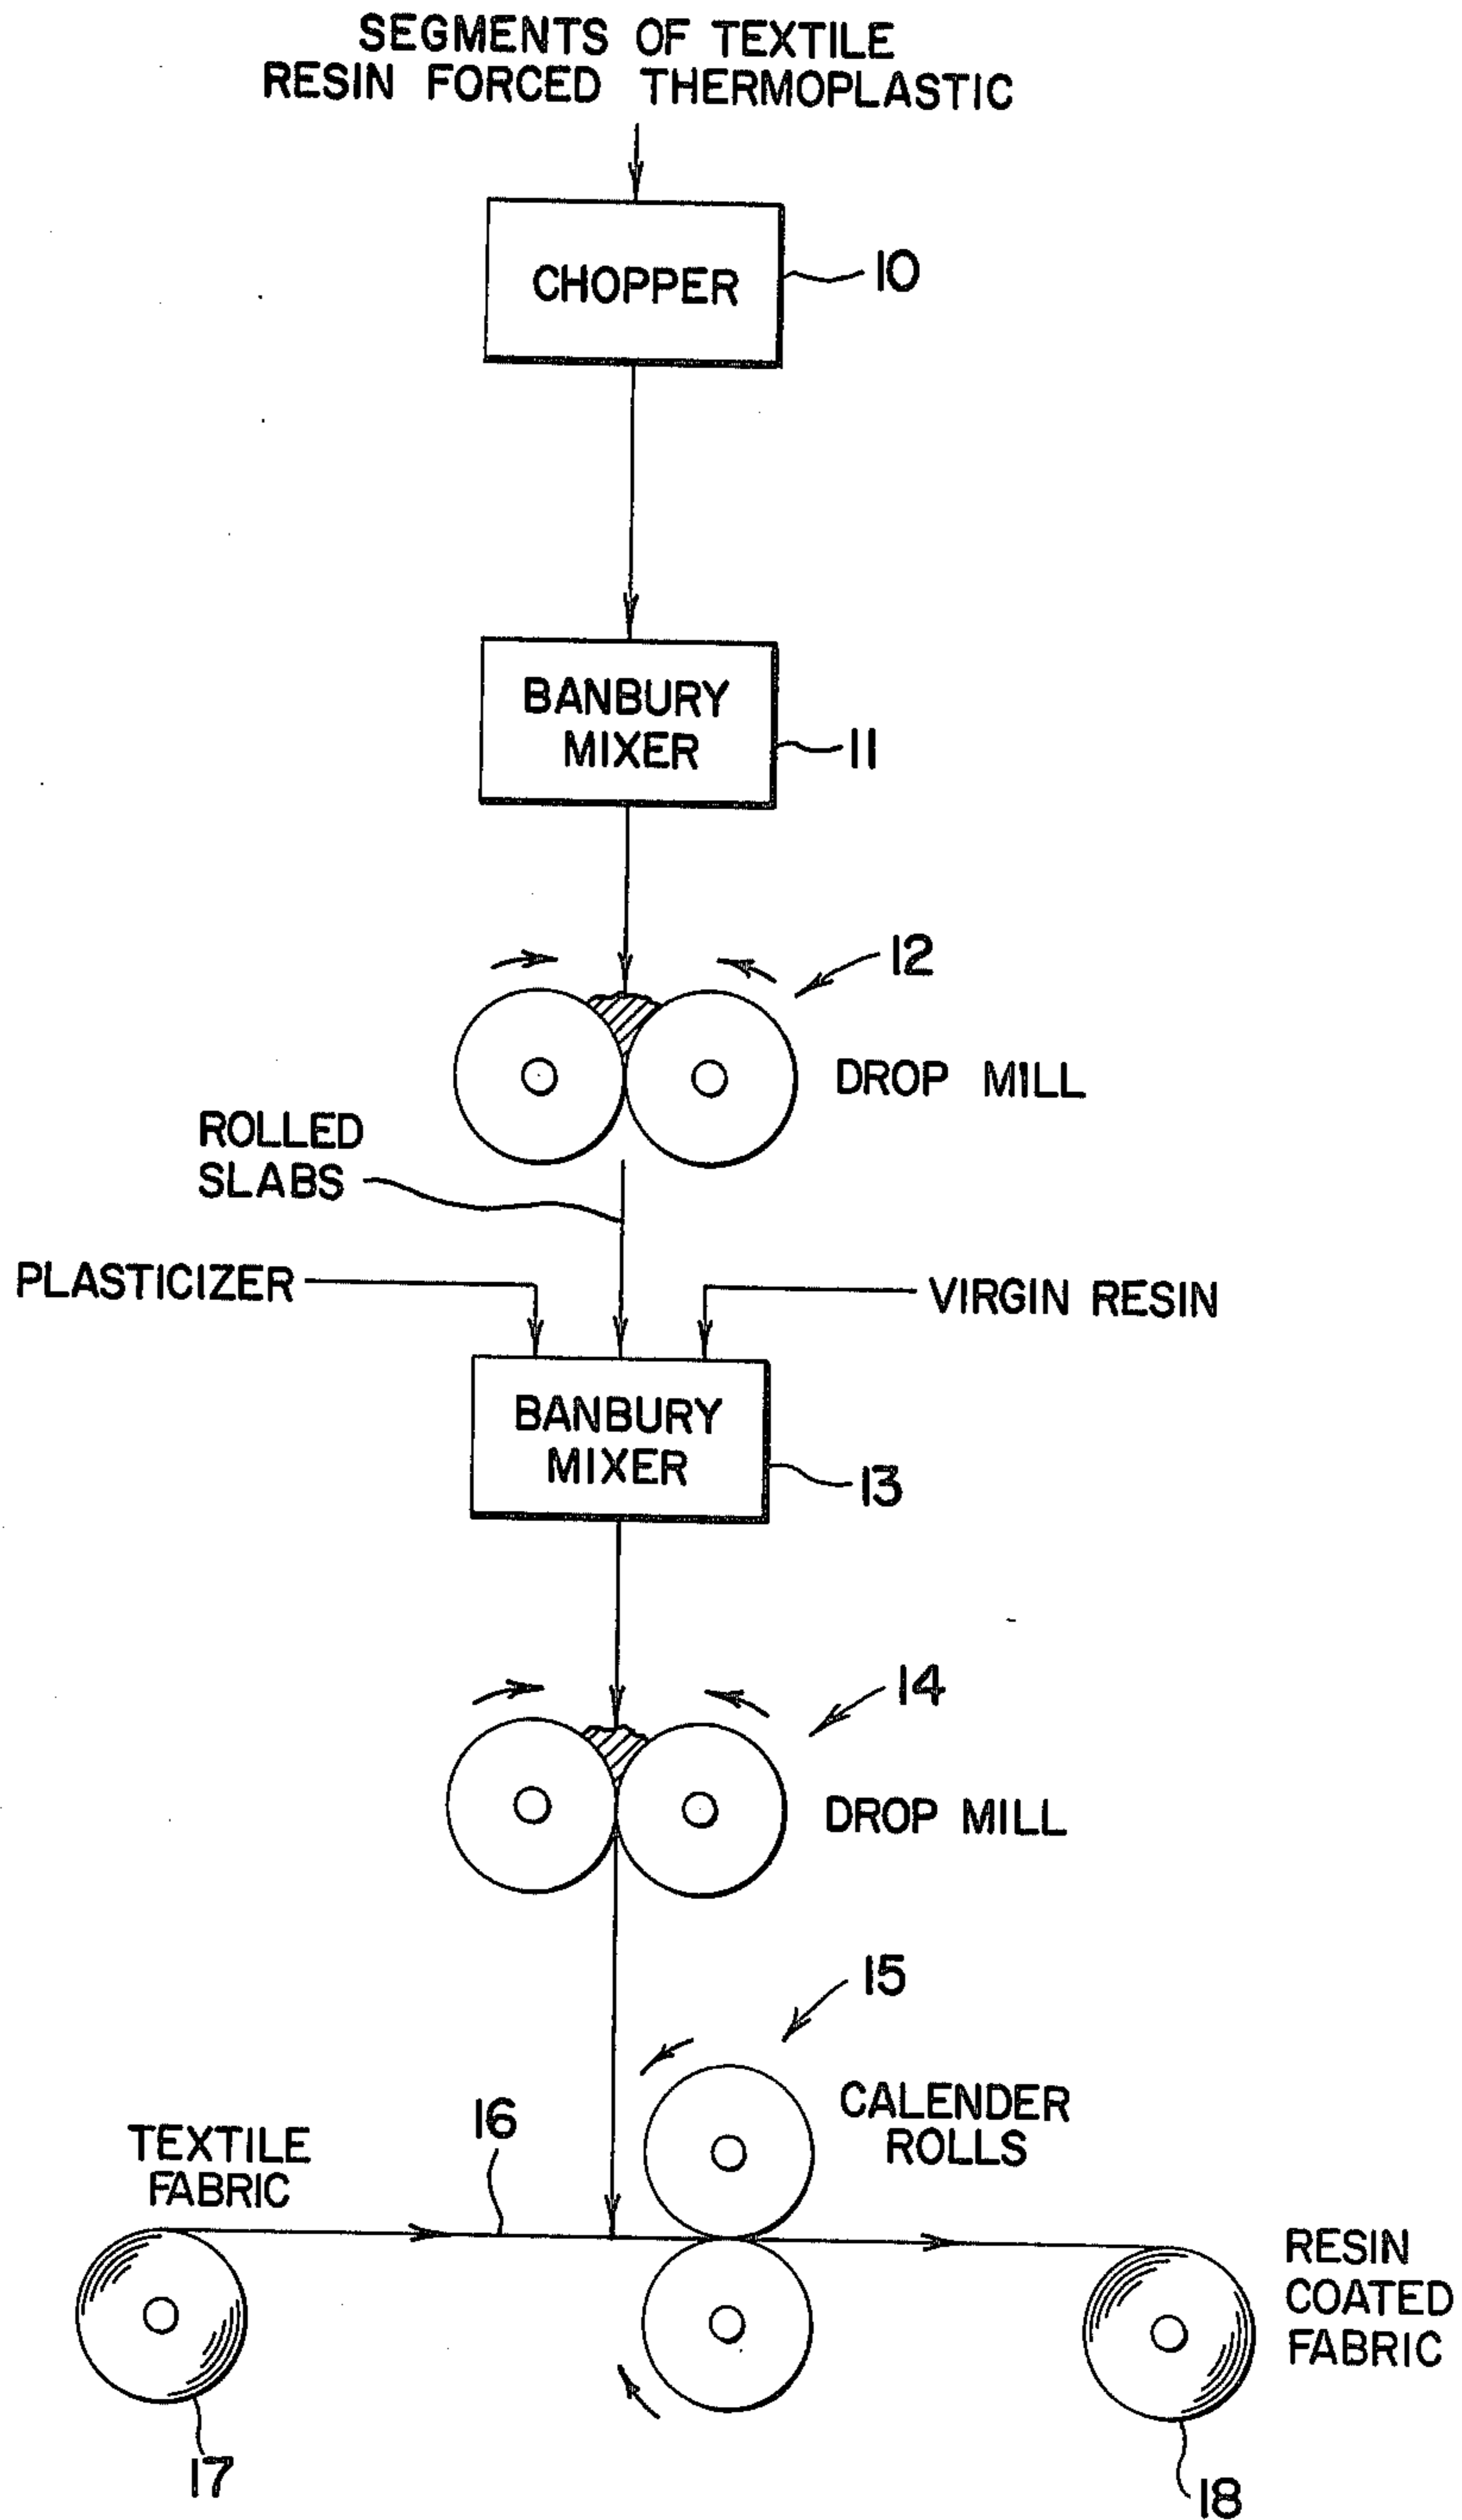 SEGMENTS OF TEXTILE
RESIN FORCED THERMOPLASTIC
CHOPPER
10
BANBURY
MIXER
11
12
DROP MILL
ROLLED
SLABS
PLASTICIZER
VIRGIN RESIN
BANBURY
MIXER
13
14
DROP MILL
15
CALENDER
ROLLS
16
TEXTILE
FABRIC
RESIN
COATED
FABRIC
17
18